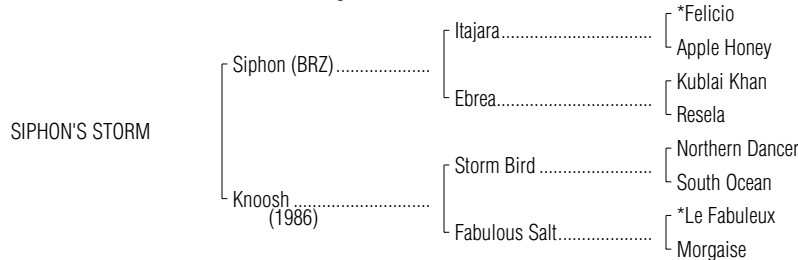 Itajara
*Felicio
Apple Honey
Siphon (BRZ)
Ebrea
Kublai Khan
Resela
SIPHON'S STORM
Storm Bird
Northern Dancer
South Ocean
Knoosh
(1986)
Fabulous Salt
*Le Fabuleux
Morgaise